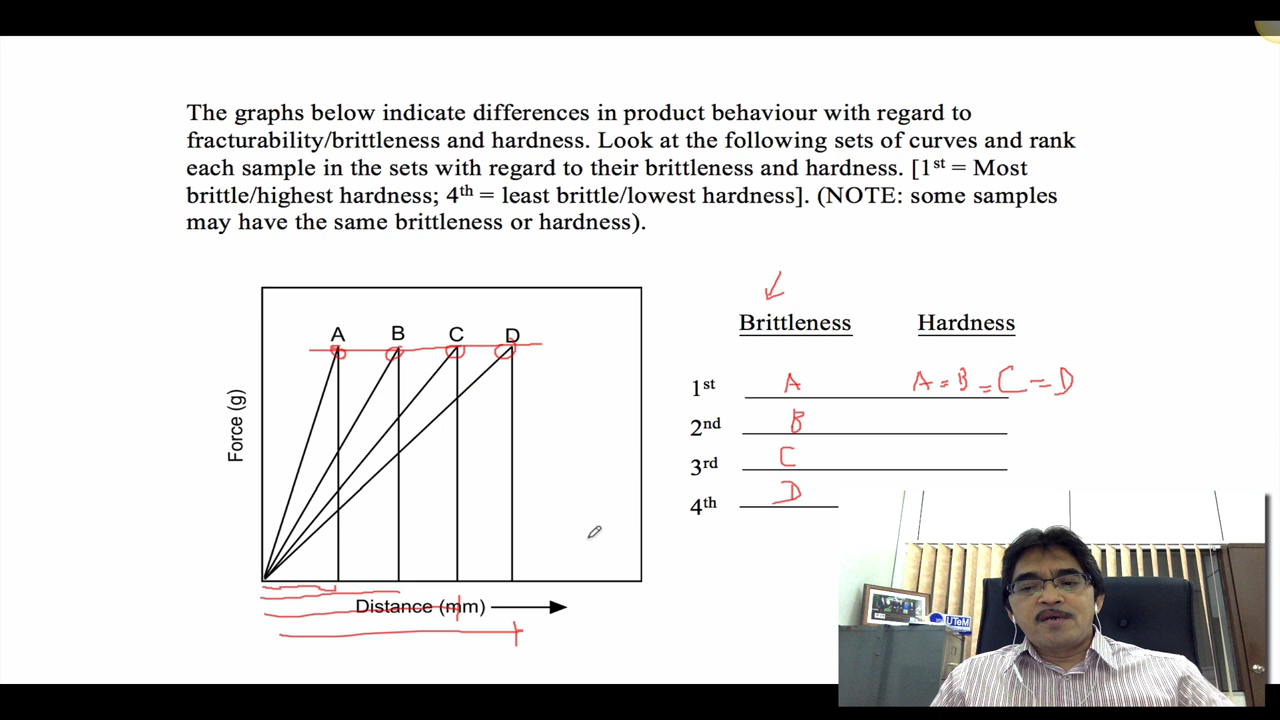 The graphs below indicate differences in product behaviour with regard to
fracturability/brittleness and hardness. Look at the following sets of curves and rank
each sample in the sets with regard to their brittleness and hardness. [1st = Most
brittle/highest hardness; 4th = least brittle/lowest hardness]. (NOTE: some samples
may have the same brittleness or hardness).
A B C D
Force (g)
Distance (mm)
Brittleness Hardness
1st A A = B = C = D
2nd B
3rd C
4th D
UTeM